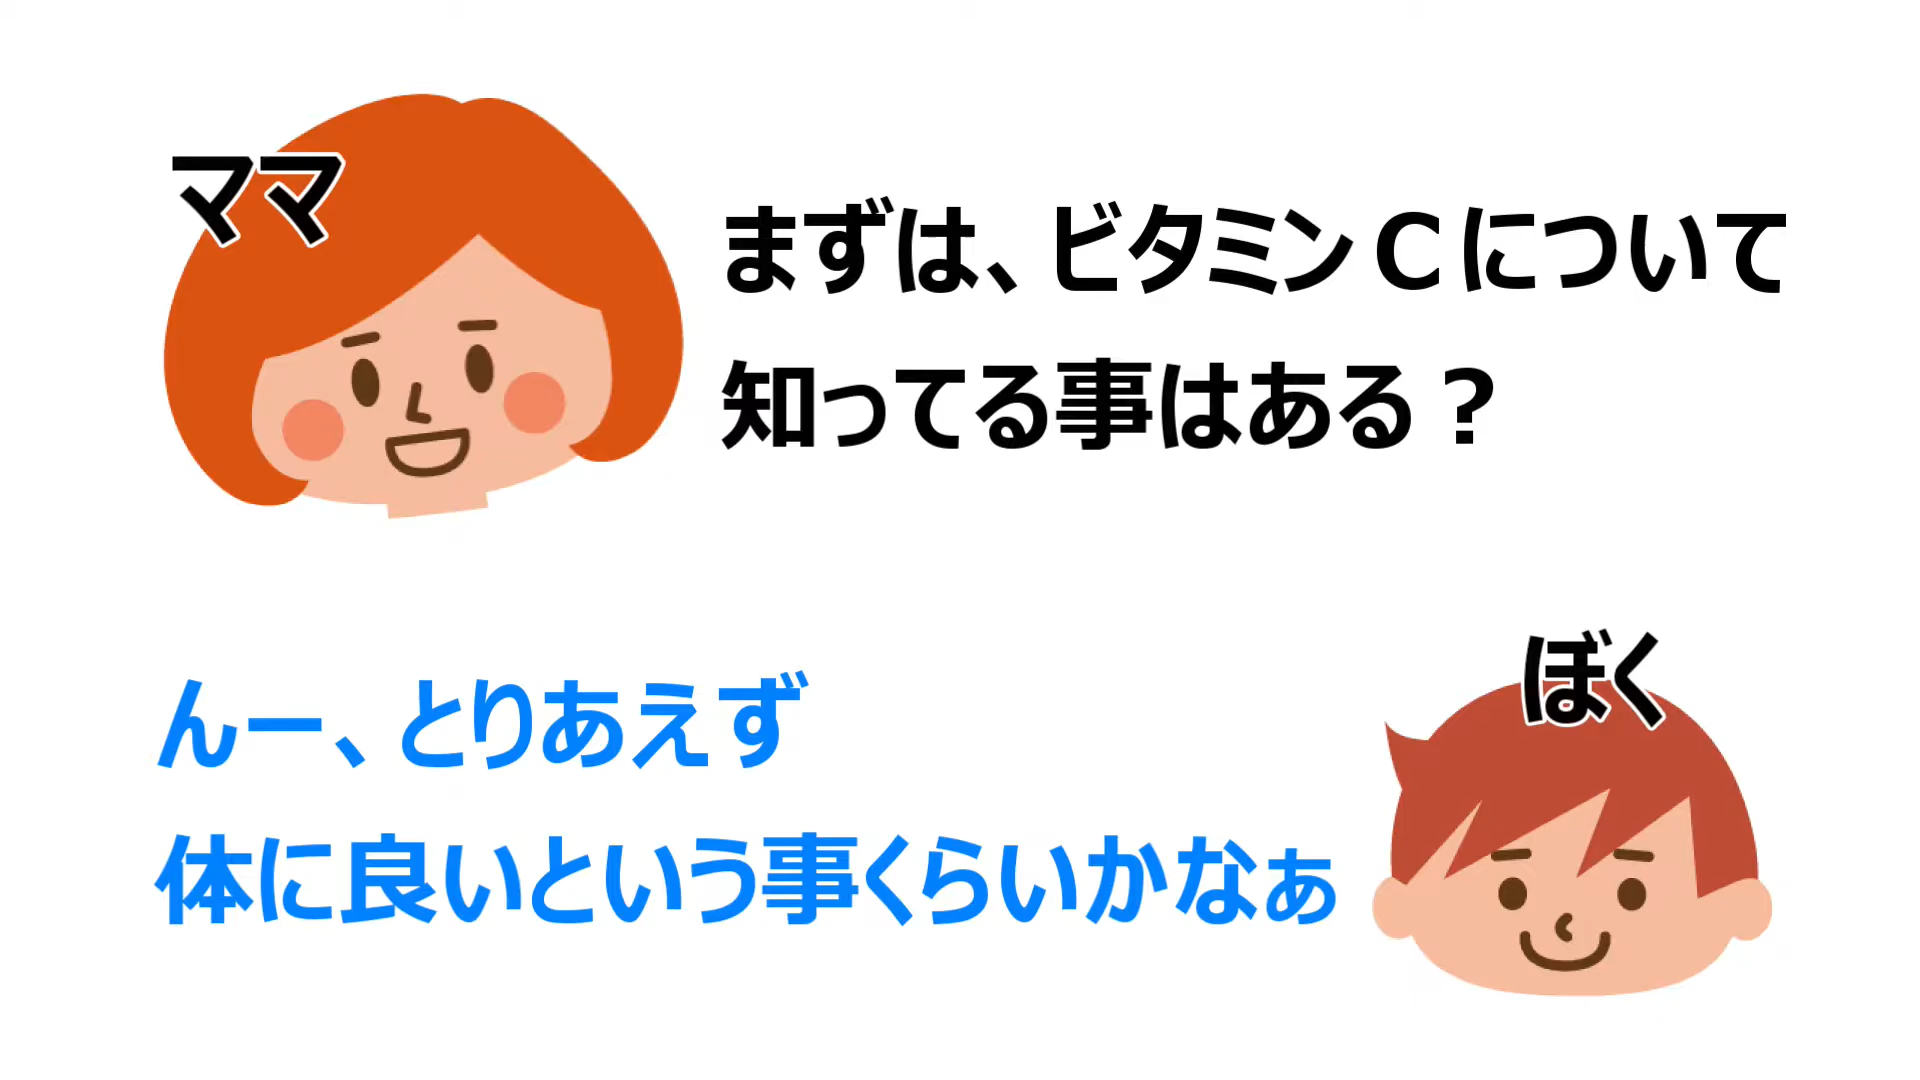 ママ
まずは、ビタミンCについて
知ってる事はある？
ぼく
んー、とりあえず
体に良いという事くらいかなぁ